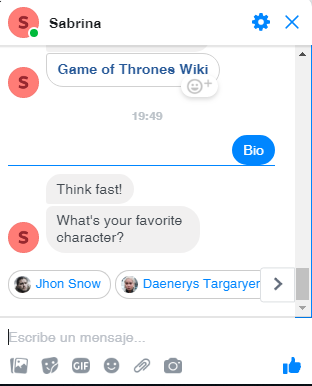 S Sabrina
Game of Thrones Wiki
S
19:49
Bio
Think fast!
What's your favorite
character?
S
Jhon Snow Daenerys Targaryer
Escribe un mensaje...
GIF